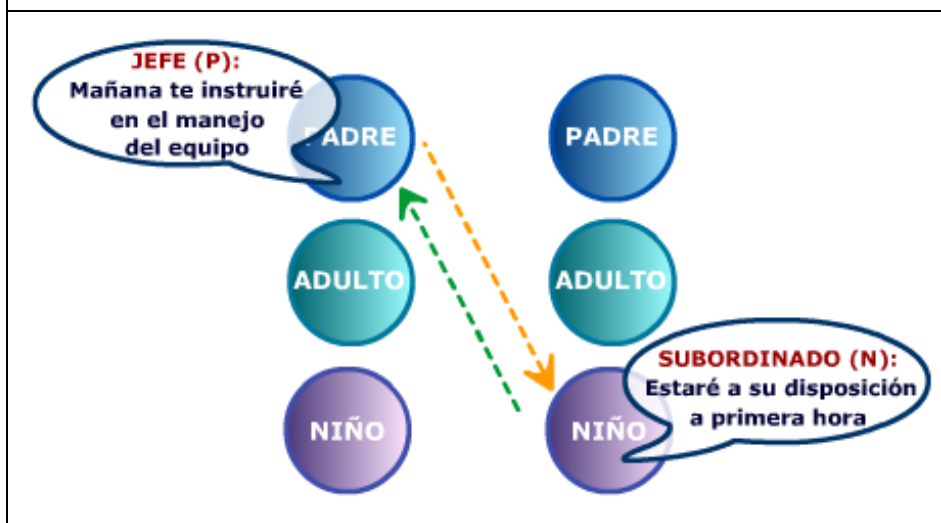 JEFE (P):
Mañana te instruiré
en el manejo
del equipo
PADRE
PADRE
ADULTO
ADULTO
SUBORDINADO (N):
Estaré a su disposición
a primera hora
NIÑO
NIÑO